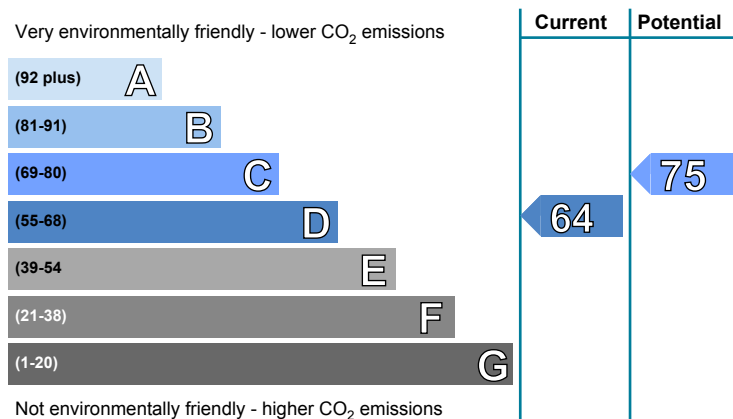 Current Potential
Very environmentally friendly - lower CO2 emissions
(92 plus) A
(81-91) B
(69-80) C
75
(55-68) D
64
(39-54 E
(21-38) F
(1-20) G
Not environmentally friendly - higher CO2 emissions